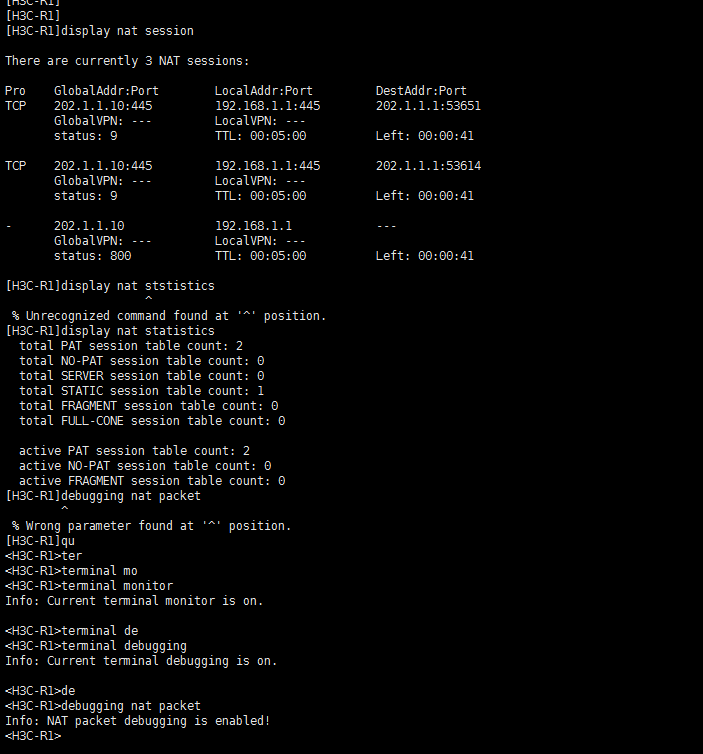 [H3C-R1]
[H3C-R1]
[H3C-R1]display nat session
There are currently 3 NAT sessions:
Pro    GlobalAddr:Port        LocalAddr:Port         DestAddr:Port
TCP    202.1.1.10:445         192.168.1.1:445        202.1.1.1:53651
       GlobalVPN: ---         LocalVPN: ---
       status: 9              TTL: 00:05:00          Left: 00:00:41
TCP    202.1.1.10:445         192.168.1.1:445        202.1.1.1:53614
       GlobalVPN: ---         LocalVPN: ---
       status: 9              TTL: 00:05:00          Left: 00:00:41
-      202.1.1.10             192.168.1.1            ---
       GlobalVPN: ---         LocalVPN: ---
       status: 800            TTL: 00:05:00          Left: 00:00:41
[H3C-R1]display nat ststistics
                    ^
 % Unrecognized command found at '^' position.
[H3C-R1]display nat statistics
  total PAT session table count: 2
  total NO-PAT session table count: 0
  total SERVER session table count: 0
  total STATIC session table count: 1
  total FRAGMENT session table count: 0
  total FULL-CONE session table count: 0
  active PAT session table count: 2
  active NO-PAT session table count: 0
  active FRAGMENT session table count: 0
[H3C-R1]debugging nat packet
        ^
 % Wrong parameter found at '^' position.
[H3C-R1]qu
<H3C-R1>ter
<H3C-R1>terminal mo
<H3C-R1>terminal monitor
Info: Current terminal monitor is on.
<H3C-R1>terminal de
<H3C-R1>terminal debugging
Info: Current terminal debugging is on.
<H3C-R1>de
<H3C-R1>debugging nat packet
Info: NAT packet debugging is enabled!
<H3C-R1>